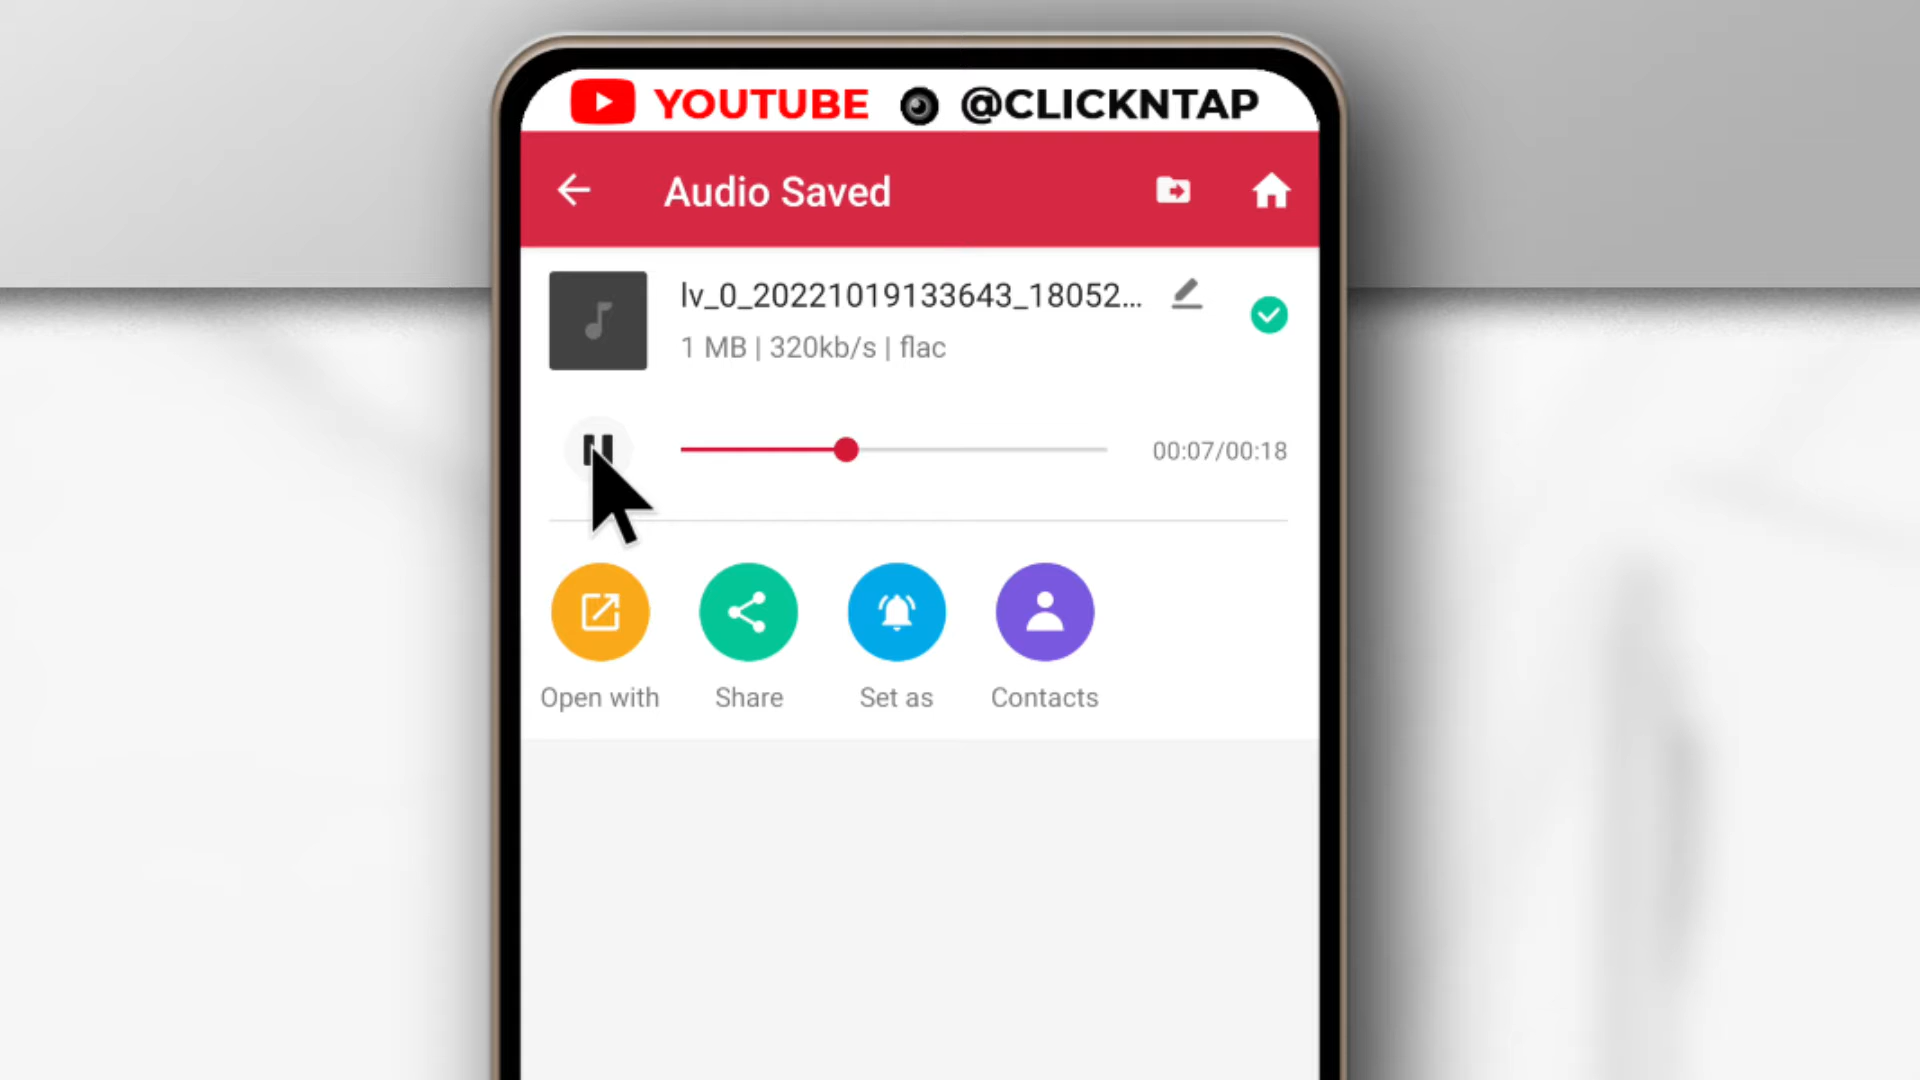 YOUTUBE @CLICKNTAP
Audio Saved
lv_0_20221019133643_18052...
1 MB | 320kb/s | flac
00:07/00:18
Open with Share Set as Contacts